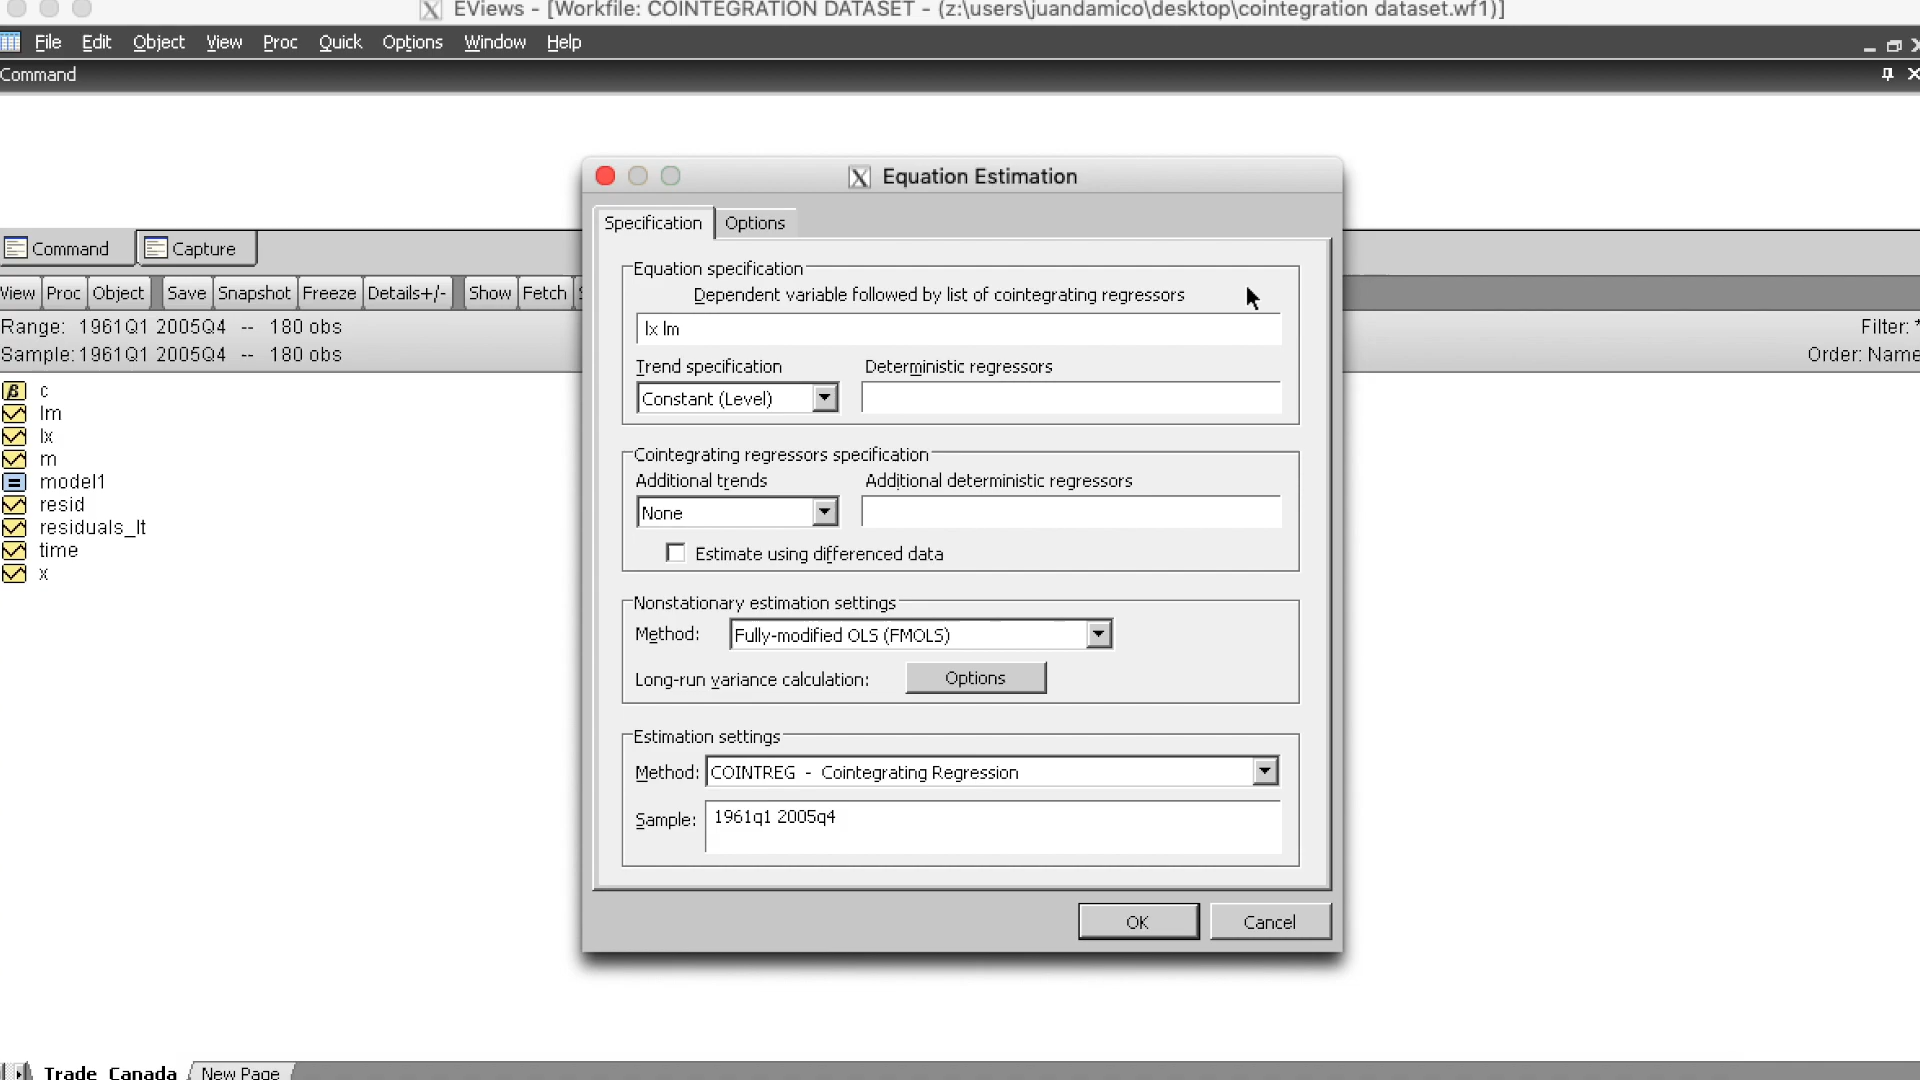 EViews - [Workfile: COINTEGRATION DATASET - (z:\users\juandamico\desktop\cointegration dataset.wf1)]
File Edit Object View Proc Quick Options Window Help
Command
Equation Estimation
Specification Options
Command Capture
View Proc Object Save Snapshot Freeze Details+/- Show Fetch
Range: 1961Q1 2005Q4 -- 180 obs
Filter: *
Sample: 1961Q1 2005Q4 -- 180 obs
Order: Name
c
lm
lx
m
model1
resid
residuals_lt
time
x
Equation specification
Dependent variable followed by list of cointegrating regressors
lx lm
Trend specification Deterministic regressors
Constant (Level)
Cointegrating regressors specification
Additional trends Additional deterministic regressors
None
Estimate using differenced data
Nonstationary estimation settings
Method: Fully-modified OLS (FMOLS)
Long-run variance calculation: Options
Estimation settings
Method: COINTREG - Cointegrating Regression
Sample: 1961q1 2005q4
OK Cancel
Trade_Canada New Page